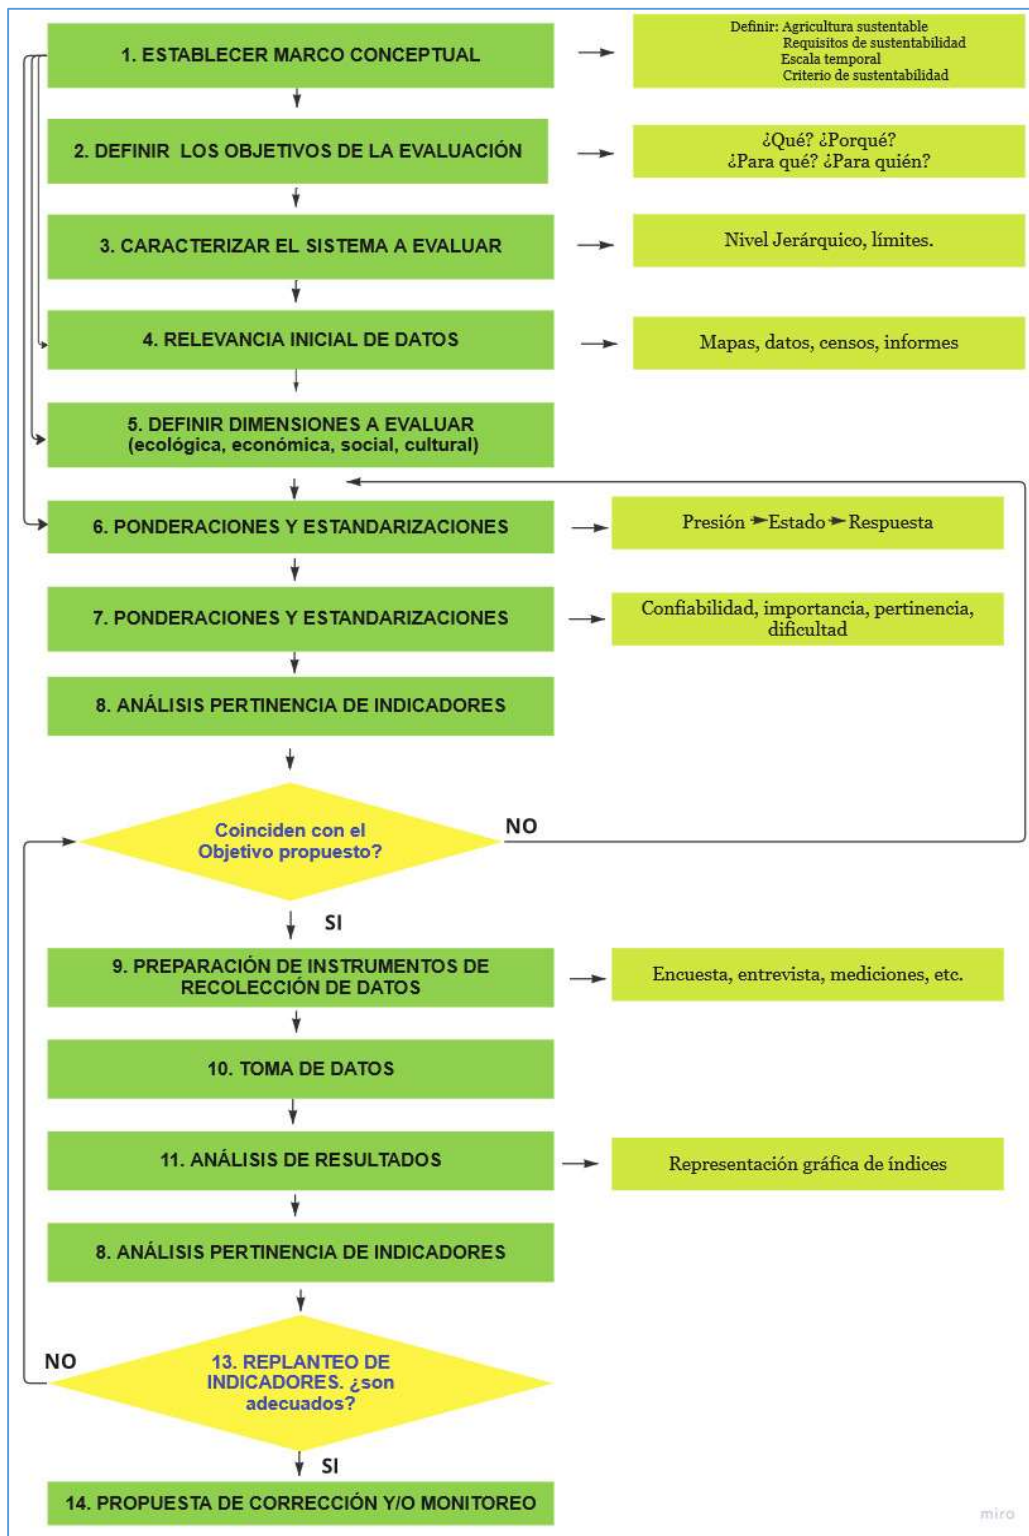 1. ESTABLECER MARCO CONCEPTUAL
Definir: Agricultura sustentable
Requisitos de sustentabilidad
Escala temporal
Criterio de sustentabilidad
2. DEFINIR LOS OBJETIVOS DE LA EVALUACIÓN
¿Qué? ¿Porqué?
¿Para qué? ¿Para quién?
3. CARACTERIZAR EL SISTEMA A EVALUAR
Nivel Jerárquico, límites.
4. RELEVANCIA INICIAL DE DATOS
Mapas, datos, censos, informes
5. DEFINIR DIMENSIONES A EVALUAR
(ecológica, económica, social, cultural)
6. PONDERACIONES Y ESTANDARIZACIONES
Presión Estado Respuesta
7. PONDERACIONES Y ESTANDARIZACIONES
Confiabilidad, importancia, pertinencia,
dificultad
8. ANÁLISIS PERTINENCIA DE INDICADORES
Coinciden con el
Objetivo propuesto?
NO
SI
9. PREPARACIÓN DE INSTRUMENTOS DE
RECOLECCIÓN DE DATOS
Encuesta, entrevista, mediciones, etc.
10. TOMA DE DATOS
11. ANÁLISIS DE RESULTADOS
Representación gráfica de índices
8. ANÁLISIS PERTINENCIA DE INDICADORES
NO
13. REPLANTEO DE
INDICADORES. ¿son
adecuados?
SI
14. PROPUESTA DE CORRECCIÓN Y/O MONITOREO
miro